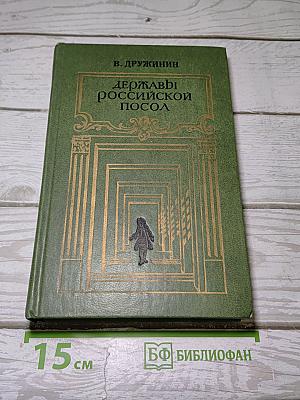 В. ДРУЖИНИН
ДЕРЖАВЫ
РОССИЙСКОЙ
ПОСОЛ
15 см
БФ БИБЛИОФАН